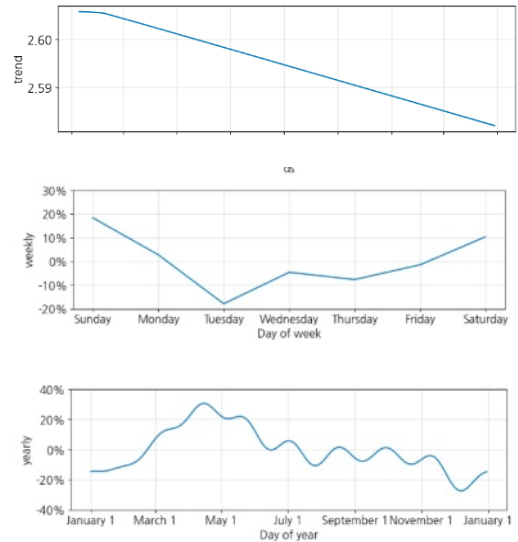 2.60
trend
2.59
30%
20%
10%
0%
-10%
-20%
weekly
Sunday Monday Tuesday Wednesday Thursday Friday Saturday
Day of week
40%
20%
0%
-20%
-40%
yearly
January 1 March 1 May 1 July 1 September 1 November 1 January 1
Day of year